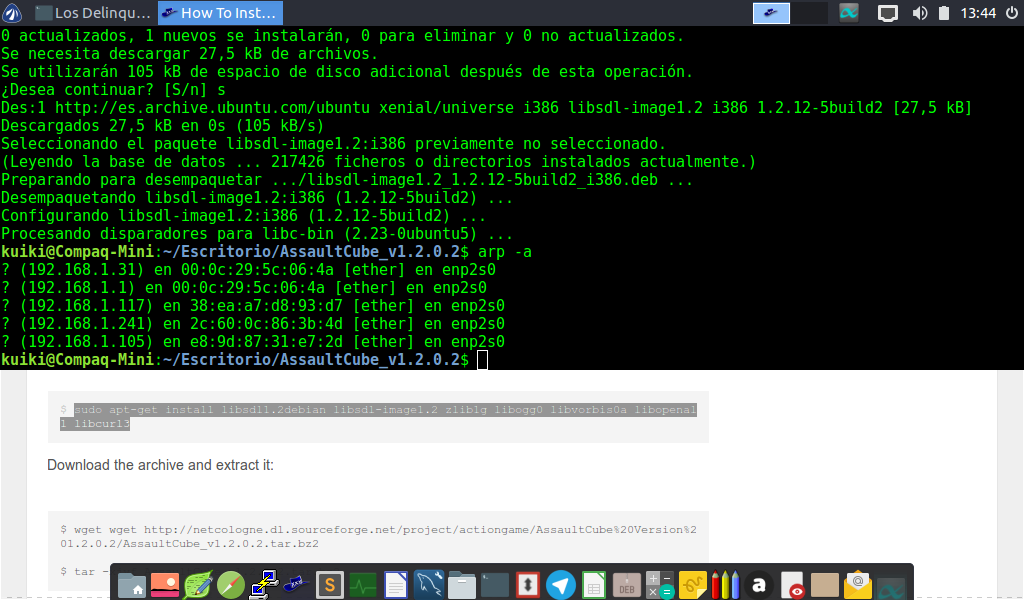 Los Delinqu...
How To Inst...
13:44
0 actualizados, 1 nuevos se instalarán, 0 para eliminar y 0 no actualizados.
Se necesita descargar 27,5 kB de archivos.
Se utilizarán 105 kB de espacio de disco adicional después de esta operación.
¿Desea continuar? [S/n] s
Des:1 http://es.archive.ubuntu.com/ubuntu xenial/universe i386 libsdl-image1.2 i386 1.2.12-5build2 [27,5 kB]
Descargados 27,5 kB en 0s (105 kB/s)
Seleccionando el paquete libsdl-image1.2:i386 previamente no seleccionado.
(Leyendo la base de datos ... 217426 ficheros o directorios instalados actualmente.)
Preparando para desempaquetar .../libsdl-image1.2_1.2.12-5build2_i386.deb ...
Desempaquetando libsdl-image1.2:i386 (1.2.12-5build2) ...
Configurando libsdl-image1.2:i386 (1.2.12-5build2) ...
Procesando disparadores para libc-bin (2.23-0ubuntu5) ...
kuiki@Compaq-Mini:~/Escritorio/AssaultCube_v1.2.0.2$ arp -a
? (192.168.1.31) en 00:0c:29:5c:06:4a [ether] en enp2s0
? (192.168.1.1) en 00:0c:29:5c:06:4a [ether] en enp2s0
? (192.168.1.117) en 38:ea:a7:d8:93:d7 [ether] en enp2s0
? (192.168.1.241) en 2c:60:0c:86:3b:4d [ether] en enp2s0
? (192.168.1.105) en e8:9d:87:31:e7:2d [ether] en enp2s0
kuiki@Compaq-Mini:~/Escritorio/AssaultCube_v1.2.0.2$
$ sudo apt-get install libsdl1.2debian libsdl-image1.2 zlib1g libogg0 libvorbis0a libopenal
1 libcurl3
Download the archive and extract it:
$ wget wget http://netcologne.dl.sourceforge.net/project/actiongame/AssaultCube%20Version%2
01.2.0.2/AssaultCube_v1.2.0.2.tar.bz2
$ tar -
S
DEB
a
@